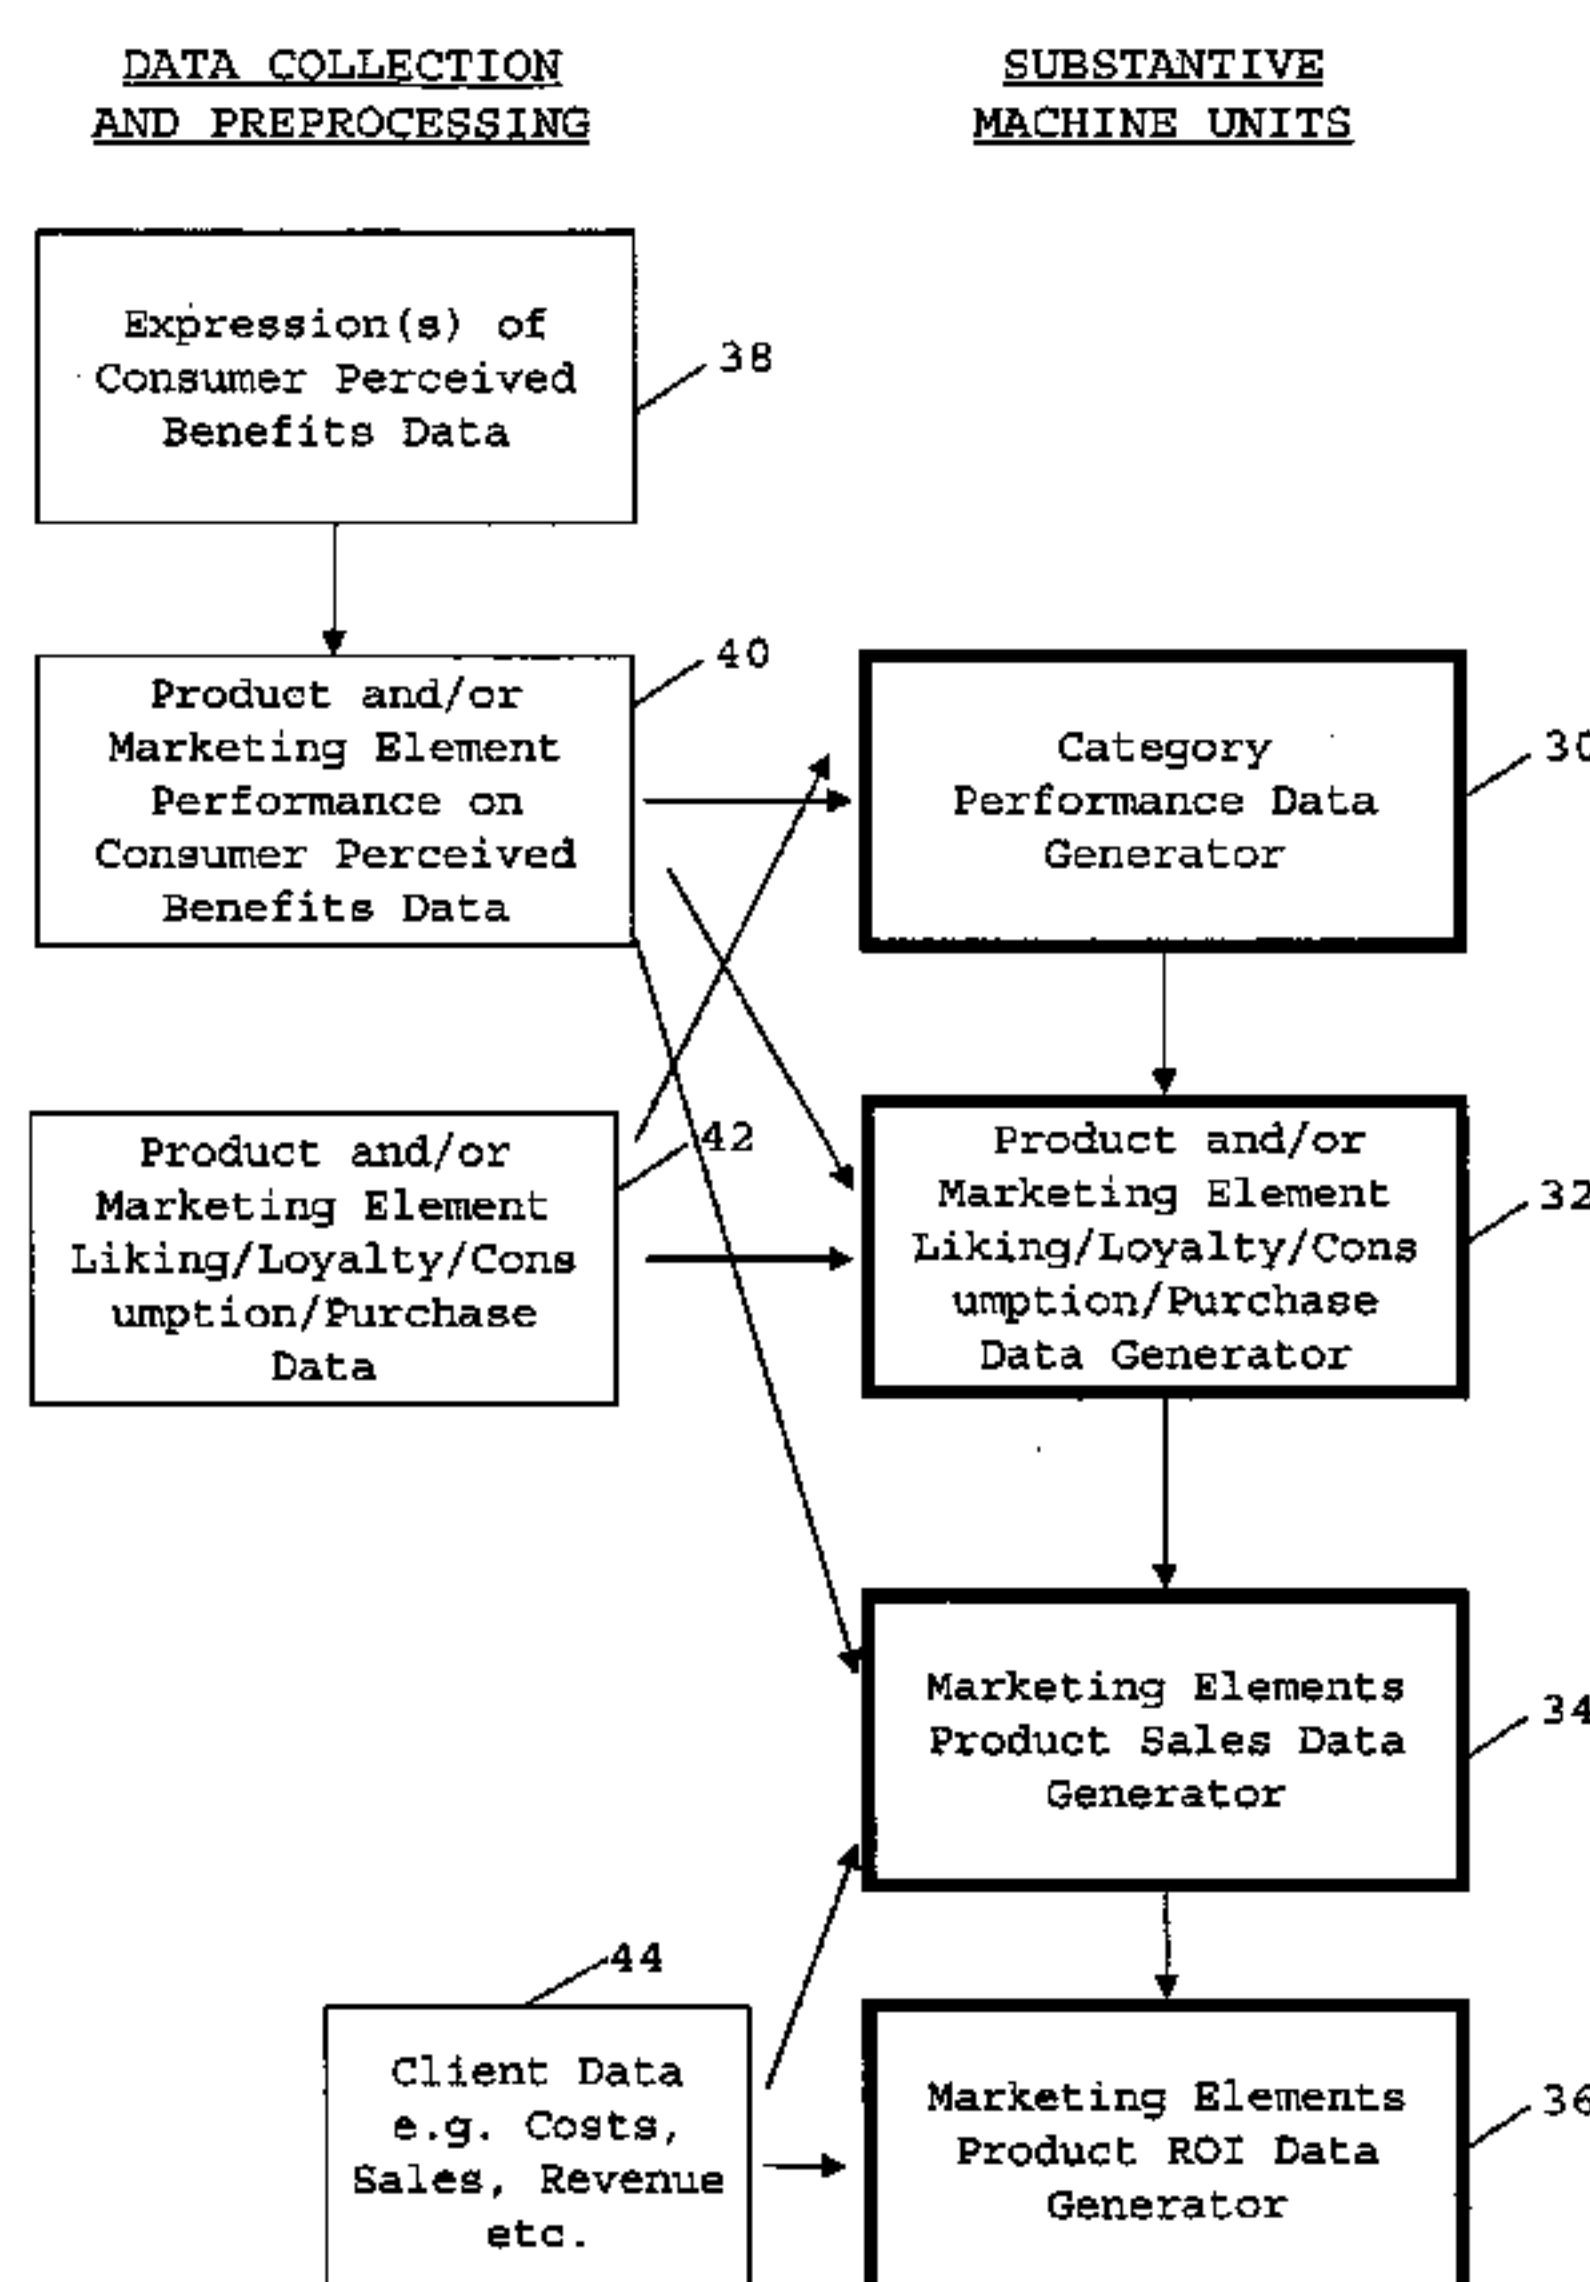 DATA COLLECTION
AND PREPROCESSING
SUBSTANTIVE
MACHINE UNITS
Expression(s) of
Consumer Perceived
Benefits Data
38
40
Product and/or
Marketing Element
Performance on
Consumer Perceived
Benefits Data
Category
Performance Data
Generator
30
42
Product and/or
Marketing Element
Liking/Loyalty/Cons
umption/Purchase
Data
Product and/or
Marketing Element
Liking/Loyalty/Cons
umption/Purchase
Data Generator
32
Marketing Elements
Product Sales Data
Generator
34
44
Client Data
e.g. Costs,
Sales, Revenue
etc.
Marketing Elements
Product ROI Data
Generator
36